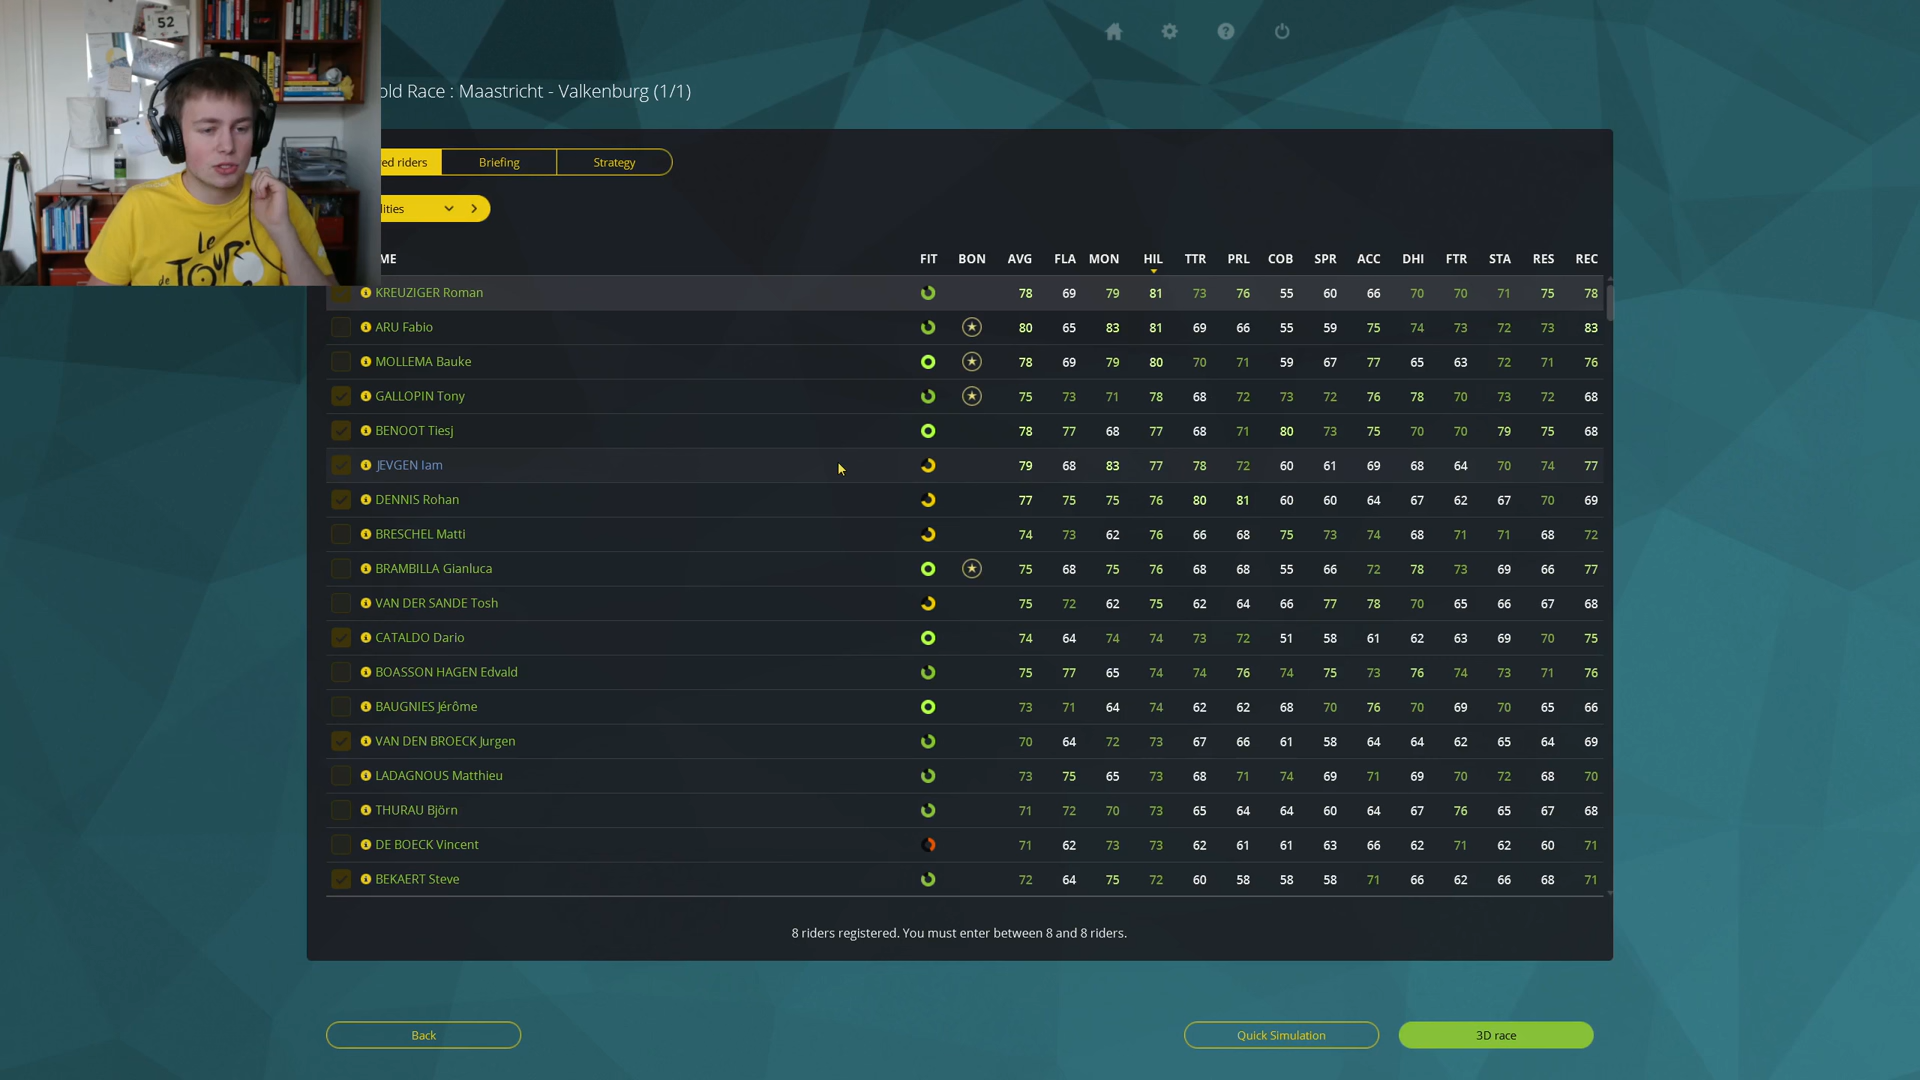 52
old Race : Maastricht - Valkenburg (1/1)
ed riders Briefing Strategy
lities
ME FIT BON AVG FLA MON HIL TTR PRL COB SPR ACC DHI FTR STA RES REC
KREUZIGER Roman 78 69 79 81 73 76 55 60 66 70 70 71 75 78
ARU Fabio 80 65 83 81 69 66 55 59 75 74 73 72 73 83
MOLLEMA Bauke 78 69 79 80 70 71 59 67 77 65 63 72 71 76
GALLOPIN Tony 75 73 71 78 68 72 73 72 76 78 70 73 72 68
BENOOT Tiesj 78 77 68 77 68 71 80 73 75 70 70 79 75 68
JEVGEN Iam 79 68 83 77 78 72 60 61 69 68 64 70 74 77
DENNIS Rohan 77 75 75 76 80 81 60 60 64 67 62 67 70 69
BRESCHEL Matti 74 73 62 76 66 68 75 73 74 68 71 71 68 72
BRAMBILLA Gianluca 75 68 75 76 68 68 55 66 72 78 73 69 66 77
VAN DER SANDE Tosh 75 72 62 75 62 64 66 77 78 70 65 66 67 68
CATALDO Dario 74 64 74 74 73 72 51 58 61 62 63 69 70 75
BOASSON HAGEN Edvald 75 77 65 74 74 76 74 75 73 76 74 73 71 76
BAUGNIES Jérôme 73 71 64 74 62 62 68 70 76 70 69 70 65 66
VAN DEN BROECK Jurgen 70 64 72 73 67 66 61 58 64 64 62 65 64 69
LADAGNOUS Matthieu 73 75 65 73 68 71 74 69 71 69 70 72 68 70
THURAU Björn 71 72 70 73 65 64 64 60 64 67 76 65 67 68
DE BOECK Vincent 71 62 73 73 62 61 61 63 66 62 71 62 60 71
BEKAERT Steve 72 64 75 72 60 58 58 58 71 66 62 66 68 71
8 riders registered. You must enter between 8 and 8 riders.
Back Quick Simulation 3D race